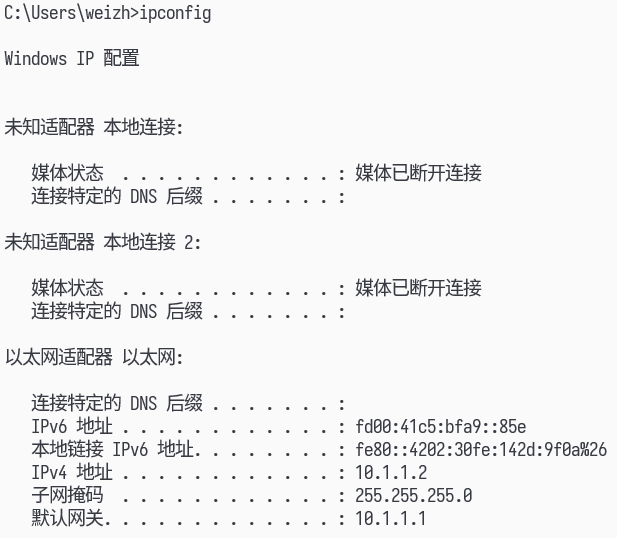 C:\Users\weizh>ipconfig
Windows IP 配置
未知适配器 本地连接:
媒体状态  . . . . . . . . . . . . : 媒体已断开连接
连接特定的 DNS 后缀 . . . . . . . :
未知适配器 本地连接 2:
媒体状态  . . . . . . . . . . . . : 媒体已断开连接
连接特定的 DNS 后缀 . . . . . . . :
以太网适配器 以太网:
连接特定的 DNS 后缀 . . . . . . . :
IPv6 地址 . . . . . . . . . . . . : fd00:41c5:bfa9::85e
本地链接 IPv6 地址. . . . . . . . : fe80::4202:30fe:142d:9f0a%26
IPv4 地址 . . . . . . . . . . . . : 10.1.1.2
子网掩码  . . . . . . . . . . . . : 255.255.255.0
默认网关. . . . . . . . . . . . . : 10.1.1.1